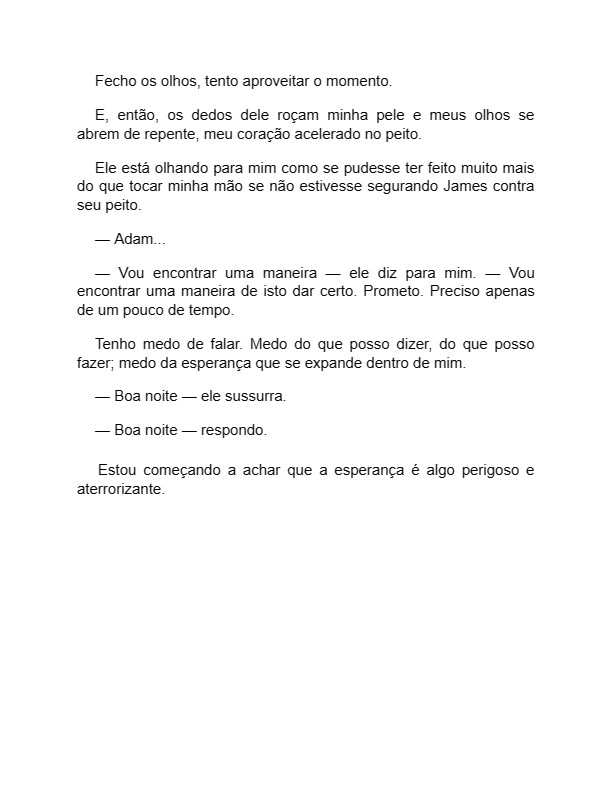 Fecho os olhos, tento aproveitar o momento.
E, então, os dedos dele roçam minha pele e meus olhos se
abrem de repente, meu coração acelerado no peito.
Ele está olhando para mim como se pudesse ter feito muito mais
do que tocar minha mão se não estivesse segurando James contra
seu peito.
— Adam...
— Vou encontrar uma maneira — ele diz para mim. — Vou
encontrar uma maneira de isto dar certo. Prometo. Preciso apenas
de um pouco de tempo.
Tenho medo de falar. Medo do que posso dizer, do que posso
fazer; medo da esperança que se expande dentro de mim.
— Boa noite — ele sussurra.
— Boa noite — respondo.
Estou começando a achar que a esperança é algo perigoso e
aterrorizante.